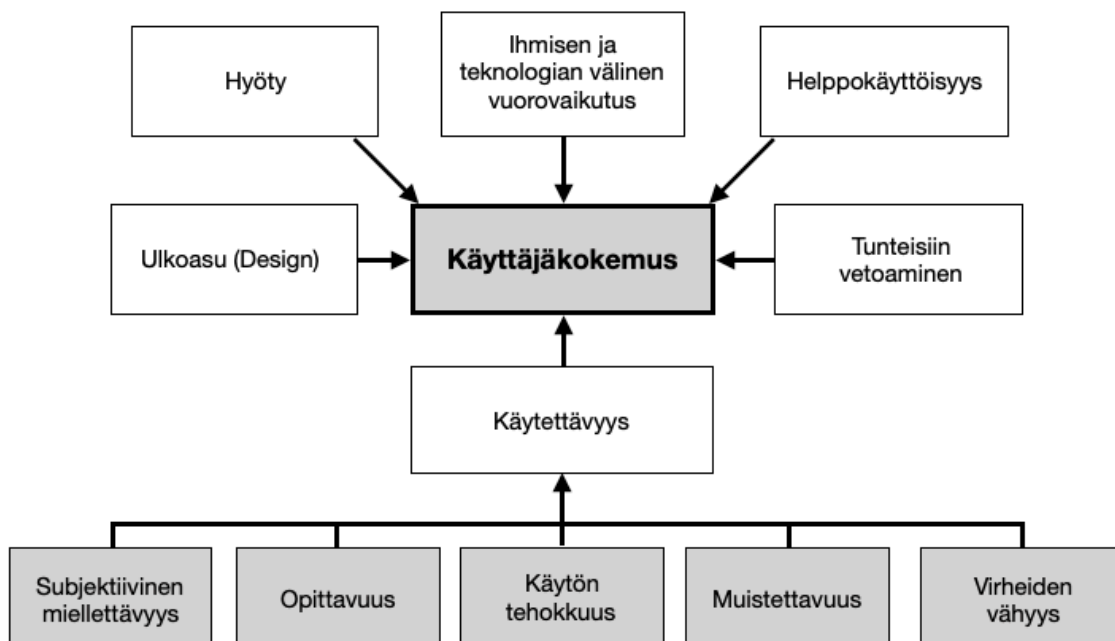 Hyöty
Ihmisen ja
teknologian välinen
vuorovaikutus
Helppokäyttöisyys
Ulkoasu (Design)
Käyttäjäkokemus
Tunteisiin
vetoaminen
Käytettävyys
Subjektiivinen
miellettävyys
Opittavuus
Käytön
tehokkuus
Muistettavuus
Virheiden
vähyys